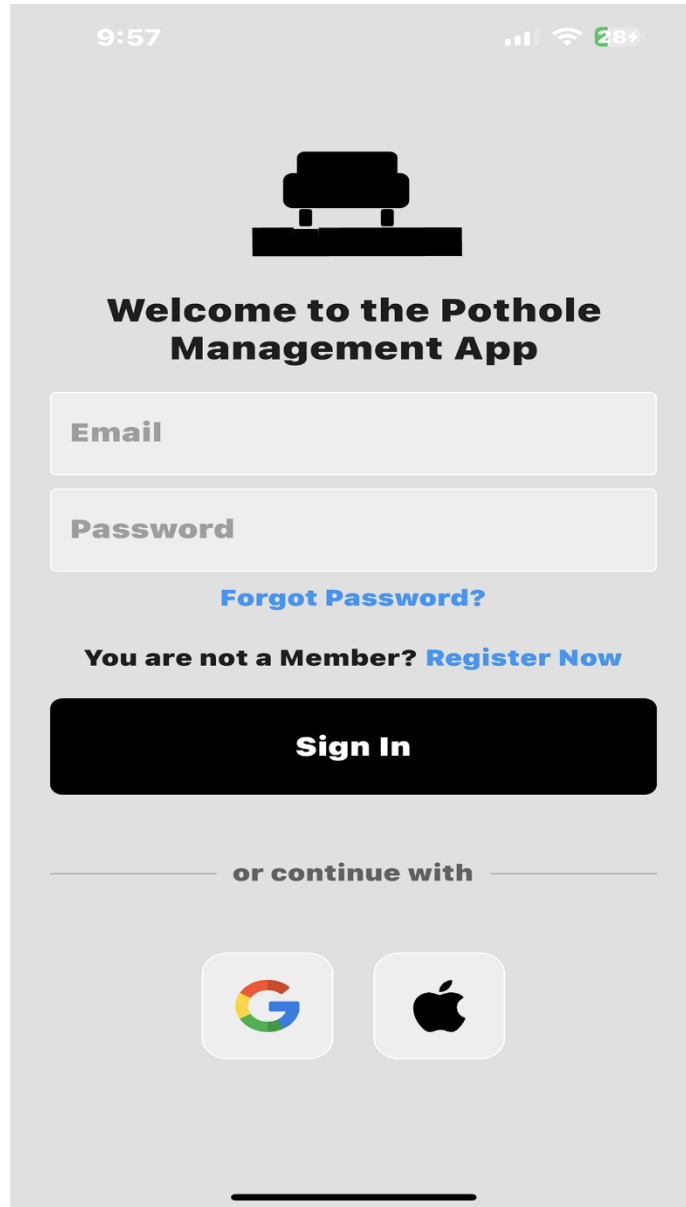 9:57
28
Welcome to the Pothole
Management App
Email
Password
Forgot Password?
You are not a Member? Register Now
Sign In
or continue with
G